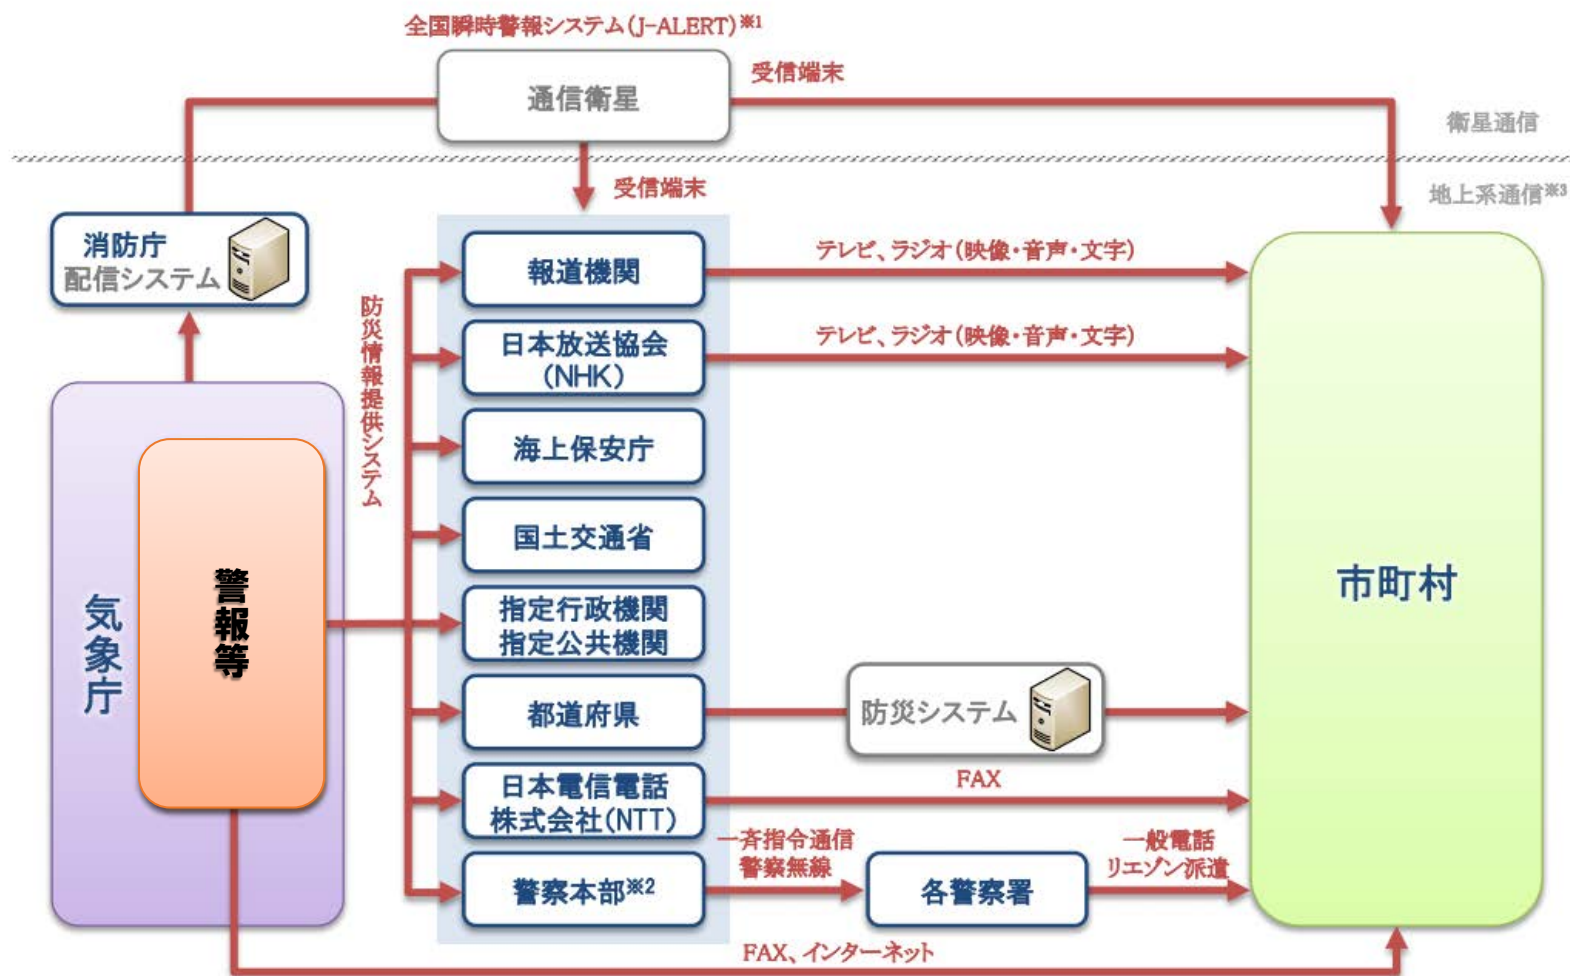 全国瞬時警報システム(J-ALERT)※1
通信衛星
受信端末
衛星通信
受信端末
地上系通信※3
消防庁
配信システム
防災情報提供システム
報道機関
テレビ、ラジオ(映像・音声・文字)
日本放送協会
(NHK)
テレビ、ラジオ(映像・音声・文字)
海上保安庁
国土交通省
気象庁
警報等
指定行政機関
指定公共機関
市町村
都道府県
防災システム
日本電信電話
株式会社(NTT)
FAX
警察本部※2
一斉指令通信
警察無線
各警察署
一般電話
リエゾン派遣
FAX、インターネット